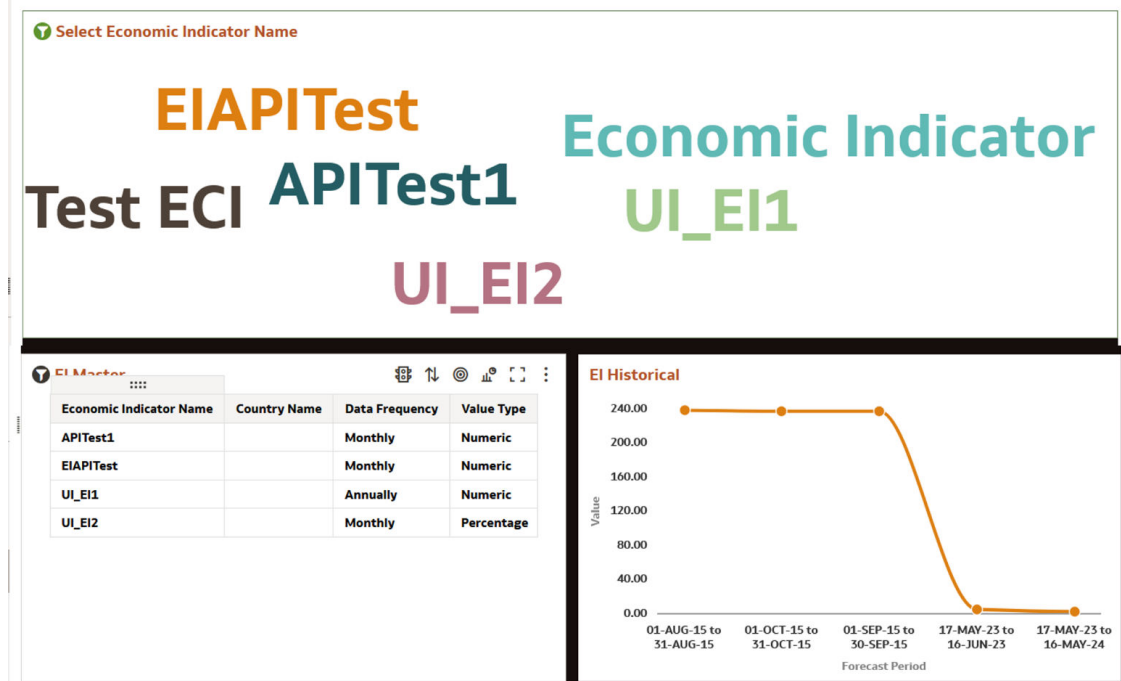 Select Economic Indicator Name
EIAPITest
Economic Indicator
APITest1
Test ECI
UI_EI1
UI_EI2
EI Master
Economic Indicator Name Country Name Data Frequency Value Type
APITest1 Monthly Numeric
EIAPITest Monthly Numeric
UI_EI1 Annually Numeric
UI_EI2 Monthly Percentage
EI Historical
240.00
200.00
160.00
120.00
80.00
40.00
0.00
Value
01-AUG-15 to 01-OCT-15 to 01-SEP-15 to 17-MAY-23 to 17-MAY-23 to
31-AUG-15 31-OCT-15 30-SEP-15 16-JUN-23 16-MAY-24
Forecast Period